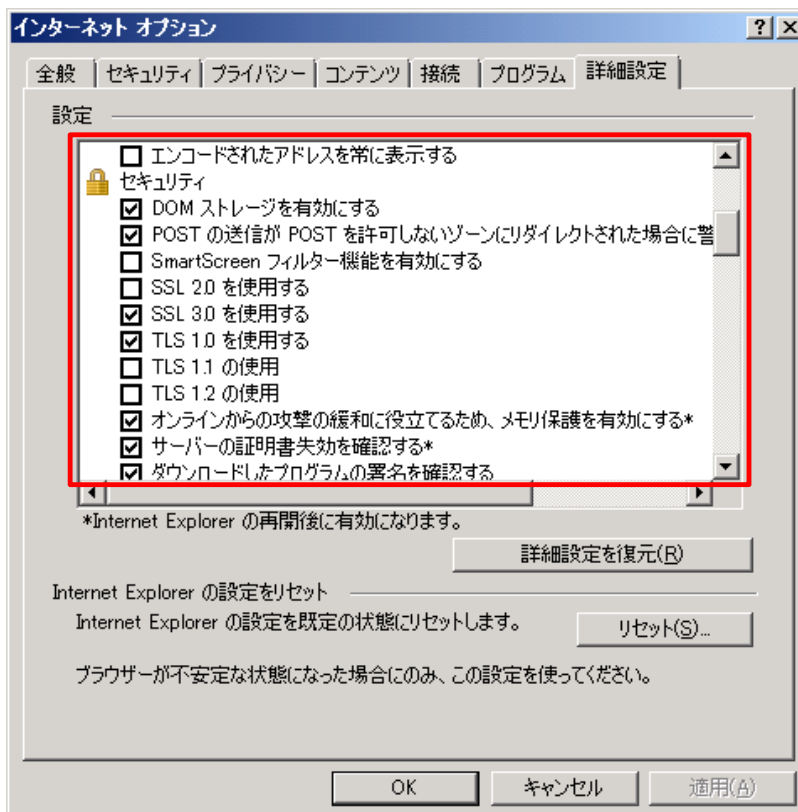 インターネット オプション
全般 セキュリティ プライバシー コンテンツ 接続 プログラム 詳細設定
設定
エンコードされたアドレスを常に表示する
セキュリティ
DOM ストレージを有効にする
POST の送信が POST を許可しないゾーンにリダイレクトされた場合に警
SmartScreen フィルター機能を有効にする
SSL 2.0 を使用する
SSL 3.0 を使用する
TLS 1.0 を使用する
TLS 1.1 の使用
TLS 1.2 の使用
オンラインからの攻撃の緩和に役立てるため、メモリ保護を有効にする*
サーバーの証明書失効を確認する*
ダウンロードしたプログラムの署名を確認する
*Internet Explorer の再開後に有効になります。
詳細設定を復元(R)
Internet Explorer の設定をリセット
Internet Explorer の設定を既定の状態にリセットします。
リセット(S)...
ブラウザーが不安定な状態になった場合にのみ、この設定を使ってください。
OK キャンセル 適用(A)